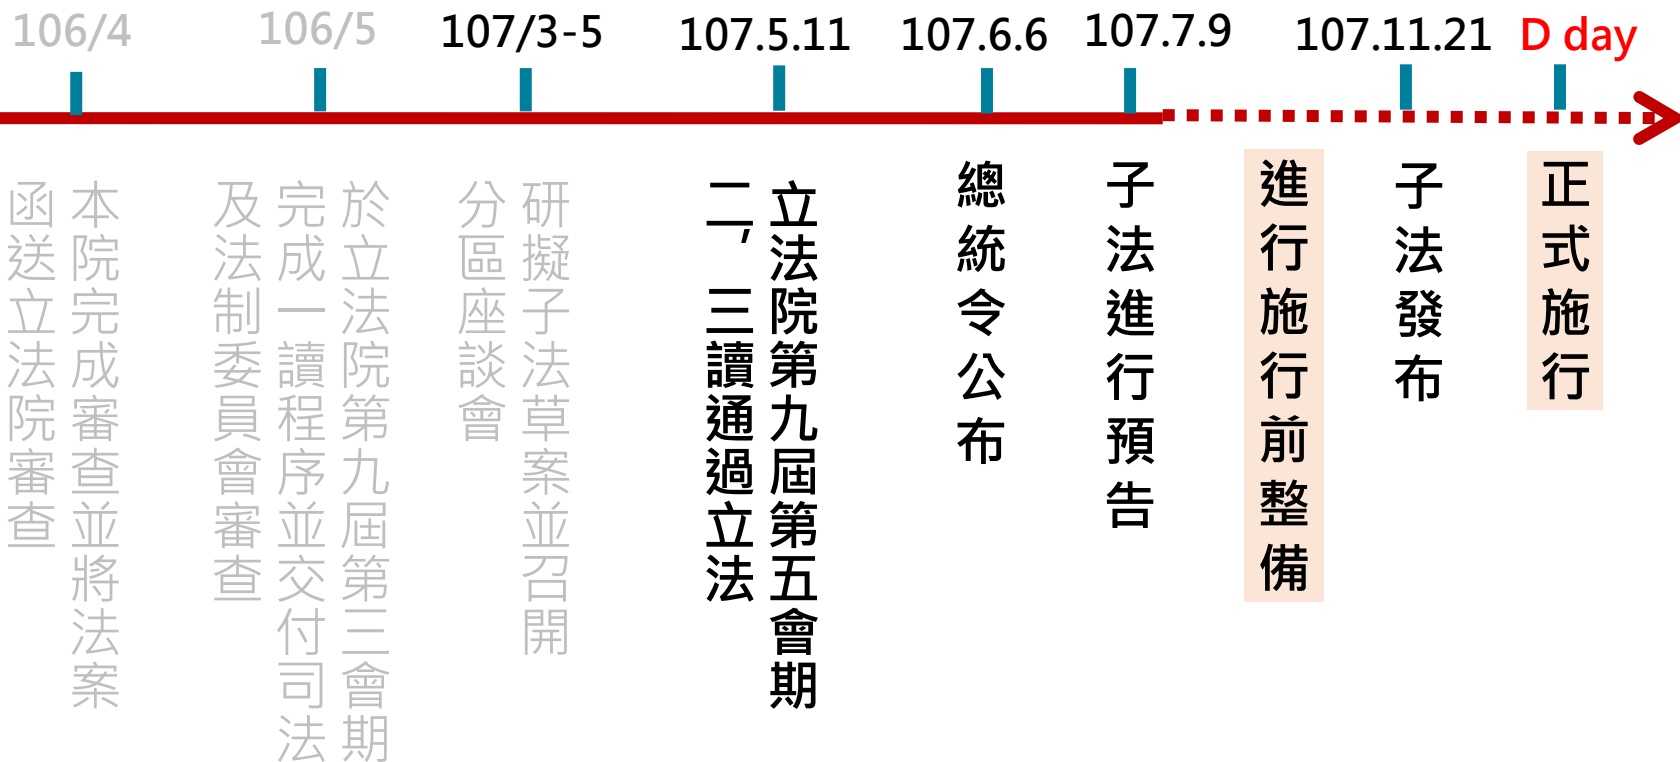 106/4
106/5
107/3-5
107.5.11
107.6.6
107.7.9
107.11.21
D day
本院完成審查並將法案
函送立法院審查
於立法院第九屆第三會期
完成一讀程序並交付司法
及法制委員會審查
研擬子法草案並召開
分區座談會
立法院第九屆第五會期
二，三讀通過立法
總統令公布
子法進行預告
進行施行前整備
子法發布
正式施行